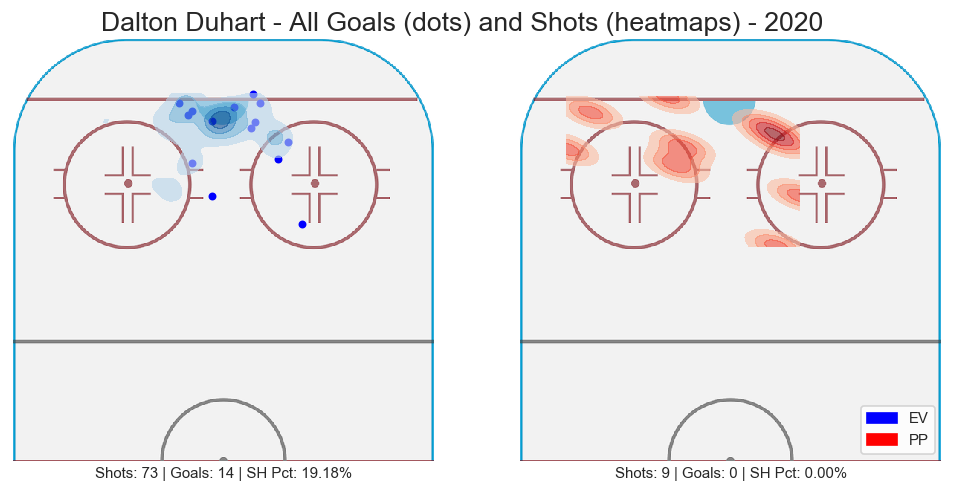 Dalton Duhart - All Goals (dots) and Shots (heatmaps) - 2020
EV
PP
Shots: 73 | Goals: 14 | SH Pct: 19.18%
Shots: 9 | Goals: 0 | SH Pct: 0.00%